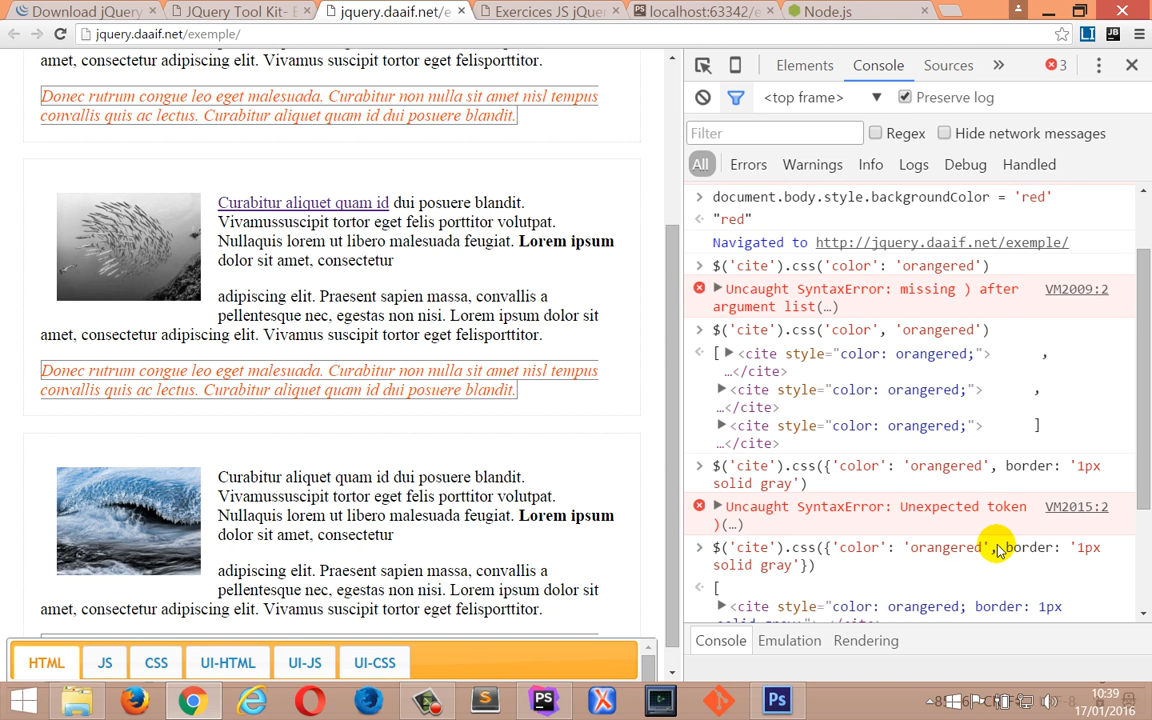 Download jQuery
JQuery Tool Kit- E
jquery.daaif.net/e
Exercices JS jQue
localhost:63342/e
Node.js
jquery.daaif.net/exemple/
amet, consectetur adipiscing elit. Vivamus suscipit tortor eget felisporttitor.
Donec rutrum congue leo eget malesuada. Curabitur non nulla sit amet nisl tempus
convallis quis ac lectus. Curabitur aliquet quam id dui posuere blandit.
Curabitur aliquet quam id dui posuere blandit.
Vivamussuscipit tortor eget felis porttitor volutpat.
Nullaquis lorem ut libero malesuada feugiat. Lorem ipsum
dolor sit amet, consectetur
adipiscing elit. Praesent sapien massa, convallis a
pellentesque nec, egestas non nisi. Lorem ipsum dolor sit
amet, consectetur adipiscing elit. Vivamus suscipit tortor eget felisporttitor.
Donec rutrum congue leo eget malesuada. Curabitur non nulla sit amet nisl tempus
convallis quis ac lectus. Curabitur aliquet quam id dui posuere blandit.
Curabitur aliquet quam id dui posuere blandit.
Vivamus suscipit tortor eget felis porttitor volutpat.
Nullaquis lorem ut libero malesuada feugiat. Lorem ipsum
dolor sit amet, consectetur
adipiscing elit. Praesent sapien massa, convallis a
pellentesque nec, egestas non nisi. Lorem ipsum dolor sit
amet, consectetur adipiscing elit. Vivamus suscipit tortor eget felisporttitor.
HTML JS CSS UI-HTML UI-JS UI-CSS
Elements Console Sources » 3
<top frame> ▼ Preserve log
Filter Regex Hide network messages
All Errors Warnings Info Logs Debug Handled
document.body.style.backgroundColor = 'red'
"red"
Navigated to http://jquery.daaif.net/exemple/
$('cite').css('color': 'orangered')
Uncaught SyntaxError: missing ) after VM2009:2
argument list(…)
$('cite').css('color', 'orangered')
[ ▶<cite style="color: orangered;"> ,
…</cite>
▶<cite style="color: orangered;"> ,
…</cite>
▶<cite style="color: orangered;"> ]
…</cite>
$('cite').css({'color': 'orangered', border: '1px
solid gray')
Uncaught SyntaxError: Unexpected token VM2015:2
)(…)
$('cite').css({'color': 'orangered', border: '1px
solid gray'})
[
▶<cite style="color: orangered; border: 1px
Console Emulation Rendering
10:39
17/01/2016